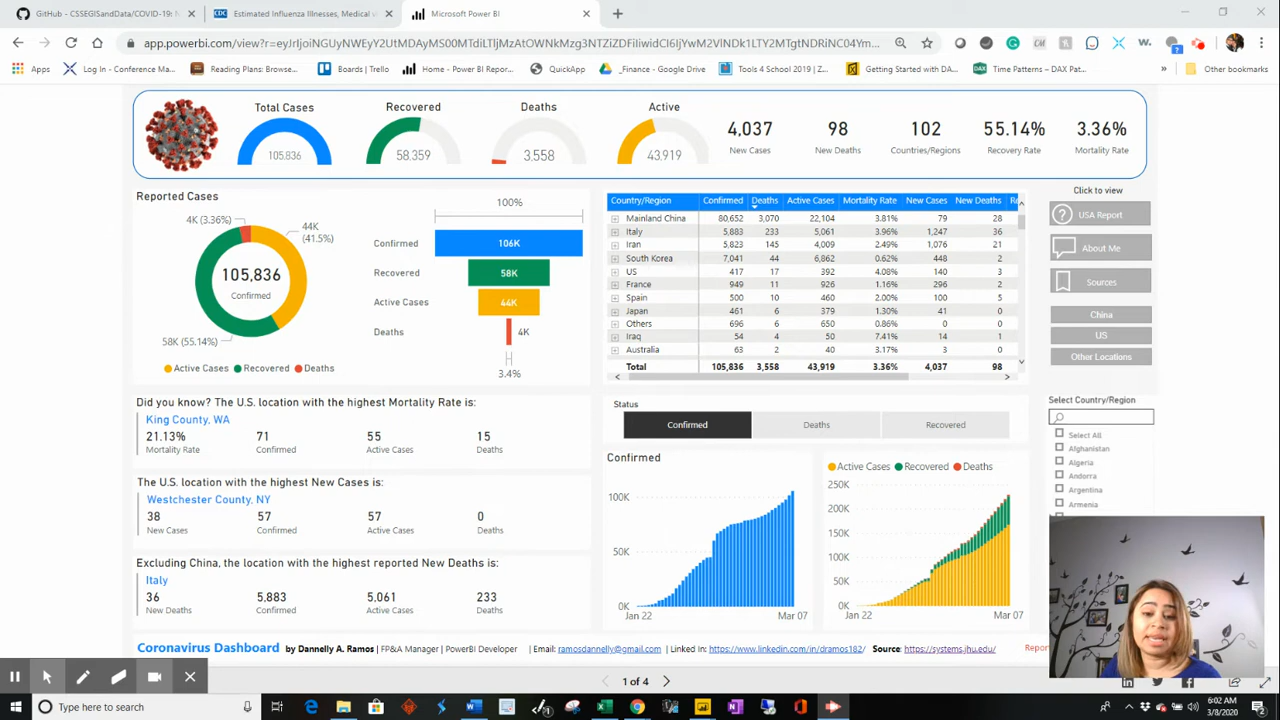 GitHub - CSSEGISandData/COVID-19:
Estimated Influenza Illnesses, Medical vi
Microsoft Power BI
app.powerbi.com/view?r=
Apps
Log In - Conference Ma...
Reading Plans: Browse...
Boards | Trello
Home - Power BI Repor...
QuickApp
_Finance - Google Drive
Tools 4 School 2019 | Z...
Getting Started with DA...
Time Patterns – DAX Pat...
»
Other bookmarks
Total Cases
105,836
Recovered
58,359
Deaths
3,558
Active
43,919
4,037
New Cases
98
New Deaths
102
Countries/Regions
55.14%
Recovery Rate
3.36%
Mortality Rate
Reported Cases
4K (3.36%)
44K
(41.5%)
105,836
Confirmed
58K (55.14%)
Active Cases Recovered Deaths
100%
Confirmed 106K
Recovered 58K
Active Cases 44K
Deaths 4K
3.4%
Country/Region Confirmed Deaths Active Cases Mortality Rate New Cases New Deaths Re
Mainland China 80,652 3,070 22,104 3.81% 79 28
Italy 5,883 233 5,061 3.96% 1,247 36
Iran 5,823 145 4,009 2.49% 1,076 21
South Korea 7,041 44 6,862 0.62% 448 2
US 417 17 392 4.08% 140 3
France 949 11 926 1.16% 296 2
Spain 500 10 460 2.00% 100 5
Japan 461 6 379 1.30% 41 0
Others 696 6 650 0.86% 0 0
Iraq 54 4 50 7.41% 14 1
Australia 63 2 40 3.17% 3 0
Total 105,836 3,558 43,919 3.36% 4,037 98
Click to view
USA Report
About Me
Sources
China
US
Other Locations
Did you know? The U.S. location with the highest Mortality Rate is:
King County, WA
21.13% 71 55 15
Mortality Rate Confirmed Active Cases Deaths
The U.S. location with the highest New Cases is:
Westchester County, NY
38 57 57 0
New Cases Confirmed Active Cases Deaths
Excluding China, the location with the highest reported New Deaths is:
Italy
36 5,883 5,061 233
New Deaths Confirmed Active Cases Deaths
Status
Confirmed Deaths Recovered
Confirmed
100K
50K
0K
Jan 22 Mar 07
Active Cases Recovered Deaths
250K
200K
150K
100K
50K
0K
Jan 22 Mar 07
Select Country/Region
Select All
Afghanistan
Algeria
Andorra
Argentina
Armenia
Coronavirus Dashboard by Dannelly A. Ramos | FP&A Manager | PowerBI Developer | Email: ramosdannelly@gmail.com | Linked In: https://www.linkedin.com/in/dramos182/ Source: https://systems.jhu.edu/ Repor
1 of 4
Type here to search
6:02 AM
3/8/2020